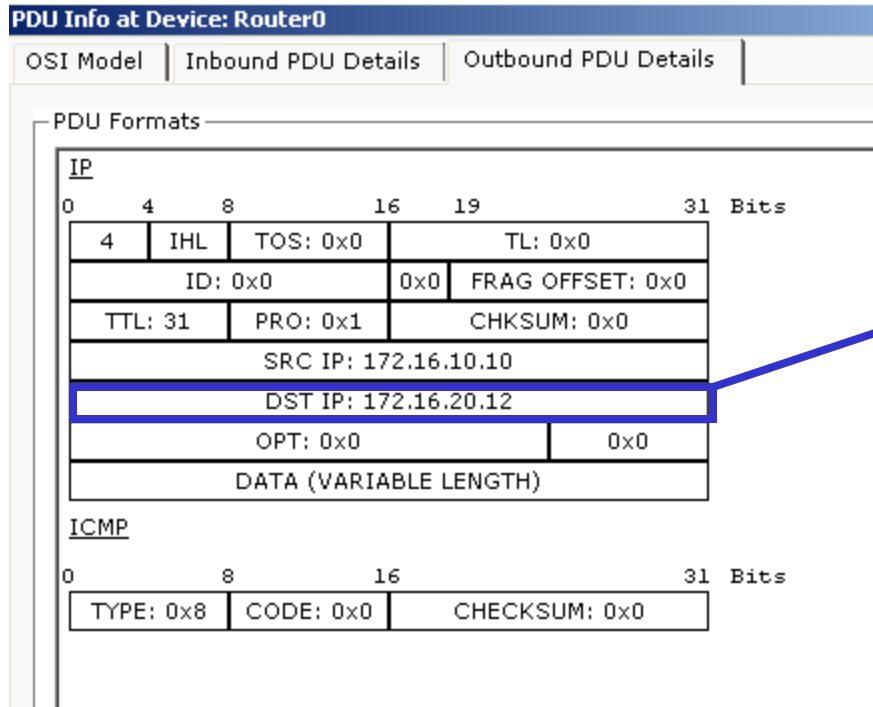 PDU Info at Device: Router0
OSI Model Inbound PDU Details Outbound PDU Details
PDU Formats
IP
0 4 8 16 19 31 Bits
4 IHL TOS: 0x0 TL: 0x0
ID: 0x0 0x0 FRAG OFFSET: 0x0
TTL: 31 PRO: 0x1 CHKSUM: 0x0
SRC IP: 172.16.10.10
DST IP: 172.16.20.12
OPT: 0x0 0x0
DATA (VARIABLE LENGTH)
ICMP
0 8 16 31 Bits
TYPE: 0x8 CODE: 0x0 CHECKSUM: 0x0